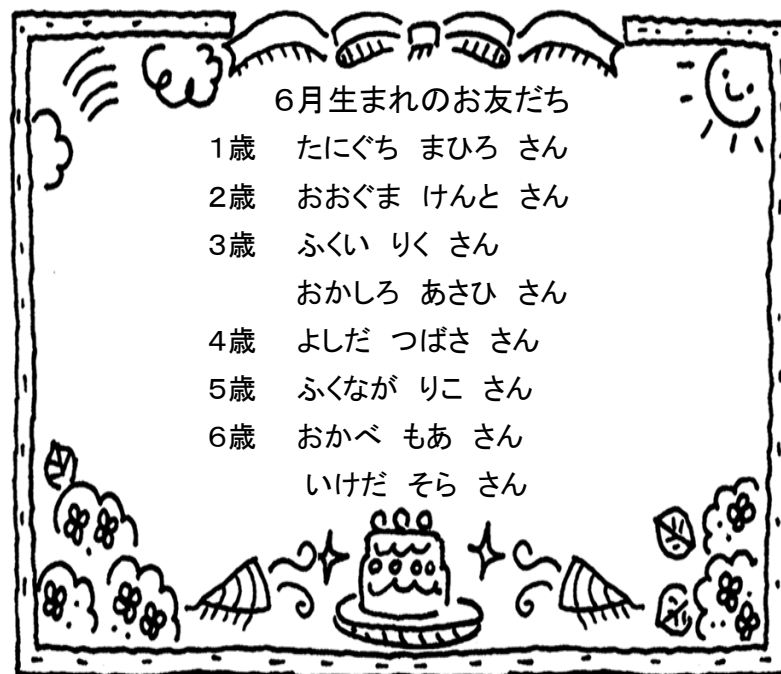 ６月生まれのお友だち
１歳　たにぐち　まひろ　さん
２歳　おおぐま　けんと　さん
３歳　ふくい　りく　さん
おかしろ　あさひ　さん
４歳　よしだ　つばさ　さん
５歳　ふくなが　りこ　さん
６歳　おかべ　もあ　さん
いけだ　そら　さん